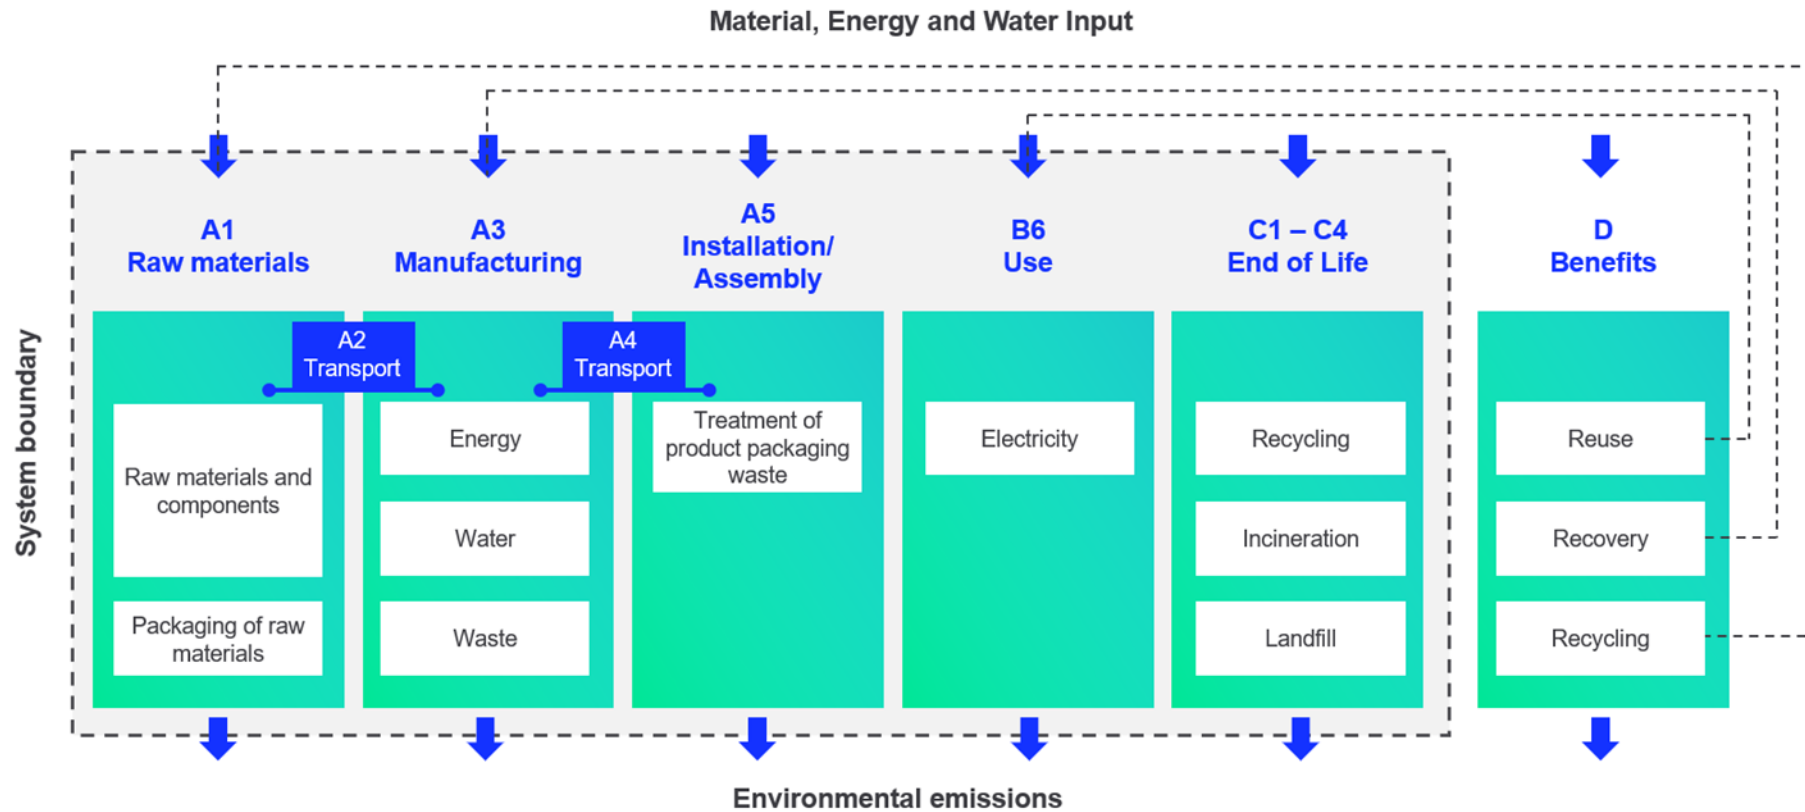 Material, Energy and Water Input
A1
Raw materials
A3
Manufacturing
A5
Installation/
Assembly
B6
Use
C1 – C4
End of Life
D
Benefits
System boundary
A2
Transport
A4
Transport
Raw materials and
components
Packaging of raw
materials
Energy
Water
Waste
Treatment of
product packaging
waste
Electricity
Recycling
Incineration
Landfill
Reuse
Recovery
Recycling
Environmental emissions